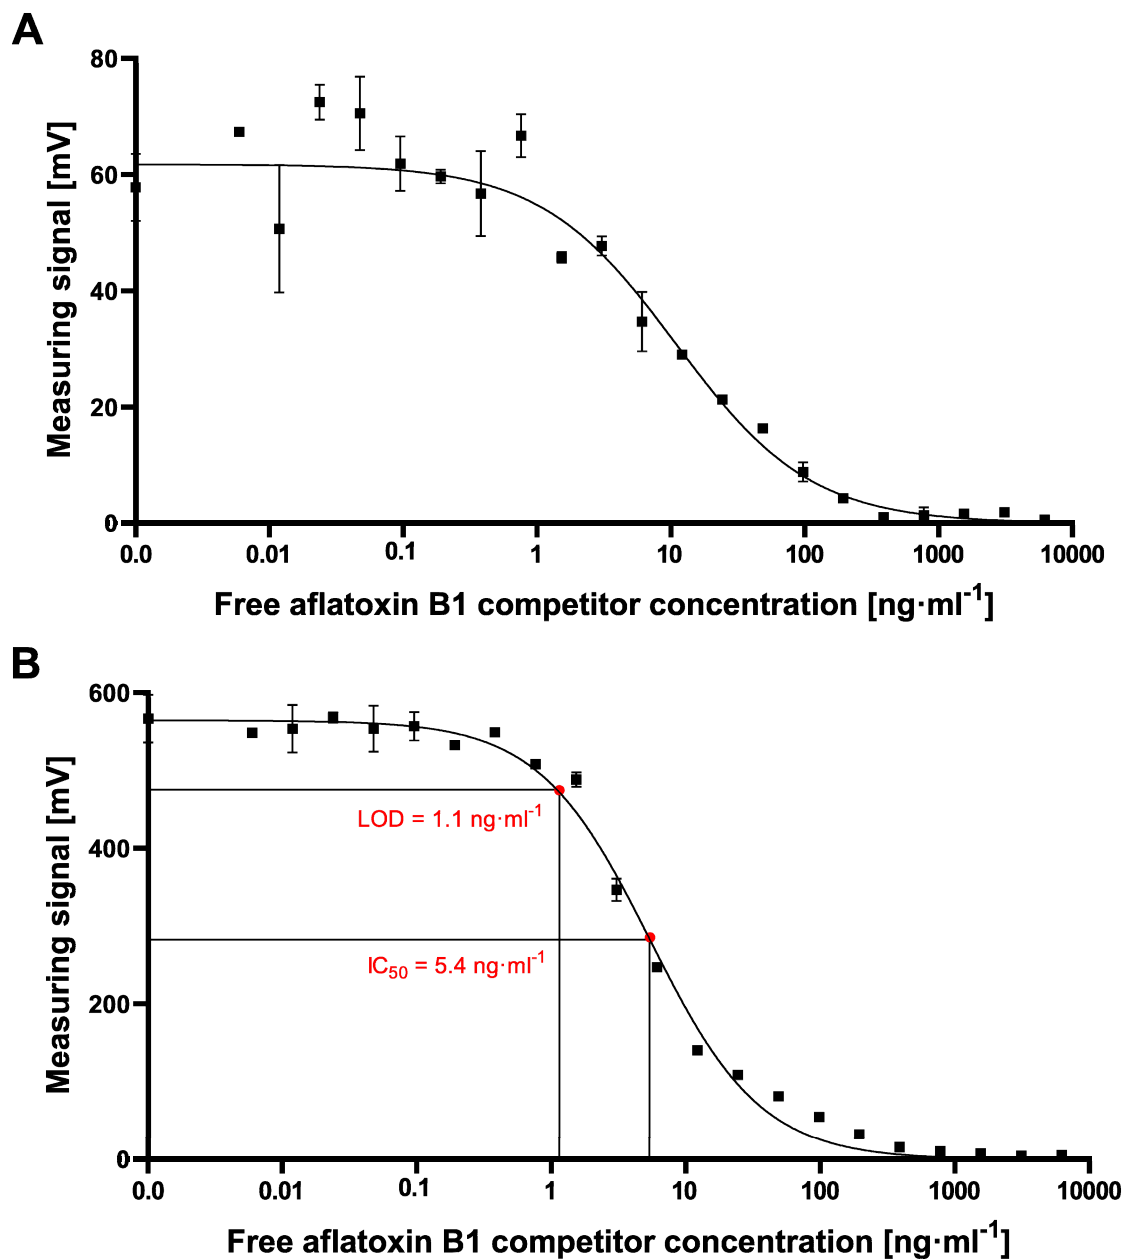 A
80
60
40
20
0
Measuring signal [mV]
0.0 0.01 0.1 1 10 100 1000 10000
Free aflatoxin B1 competitor concentration [ng·ml⁻¹]
B
600
400
200
0
Measuring signal [mV]
LOD = 1.1 ng·ml⁻¹
IC₅₀ = 5.4 ng·ml⁻¹
0.0 0.01 0.1 1 10 100 1000 10000
Free aflatoxin B1 competitor concentration [ng·ml⁻¹]